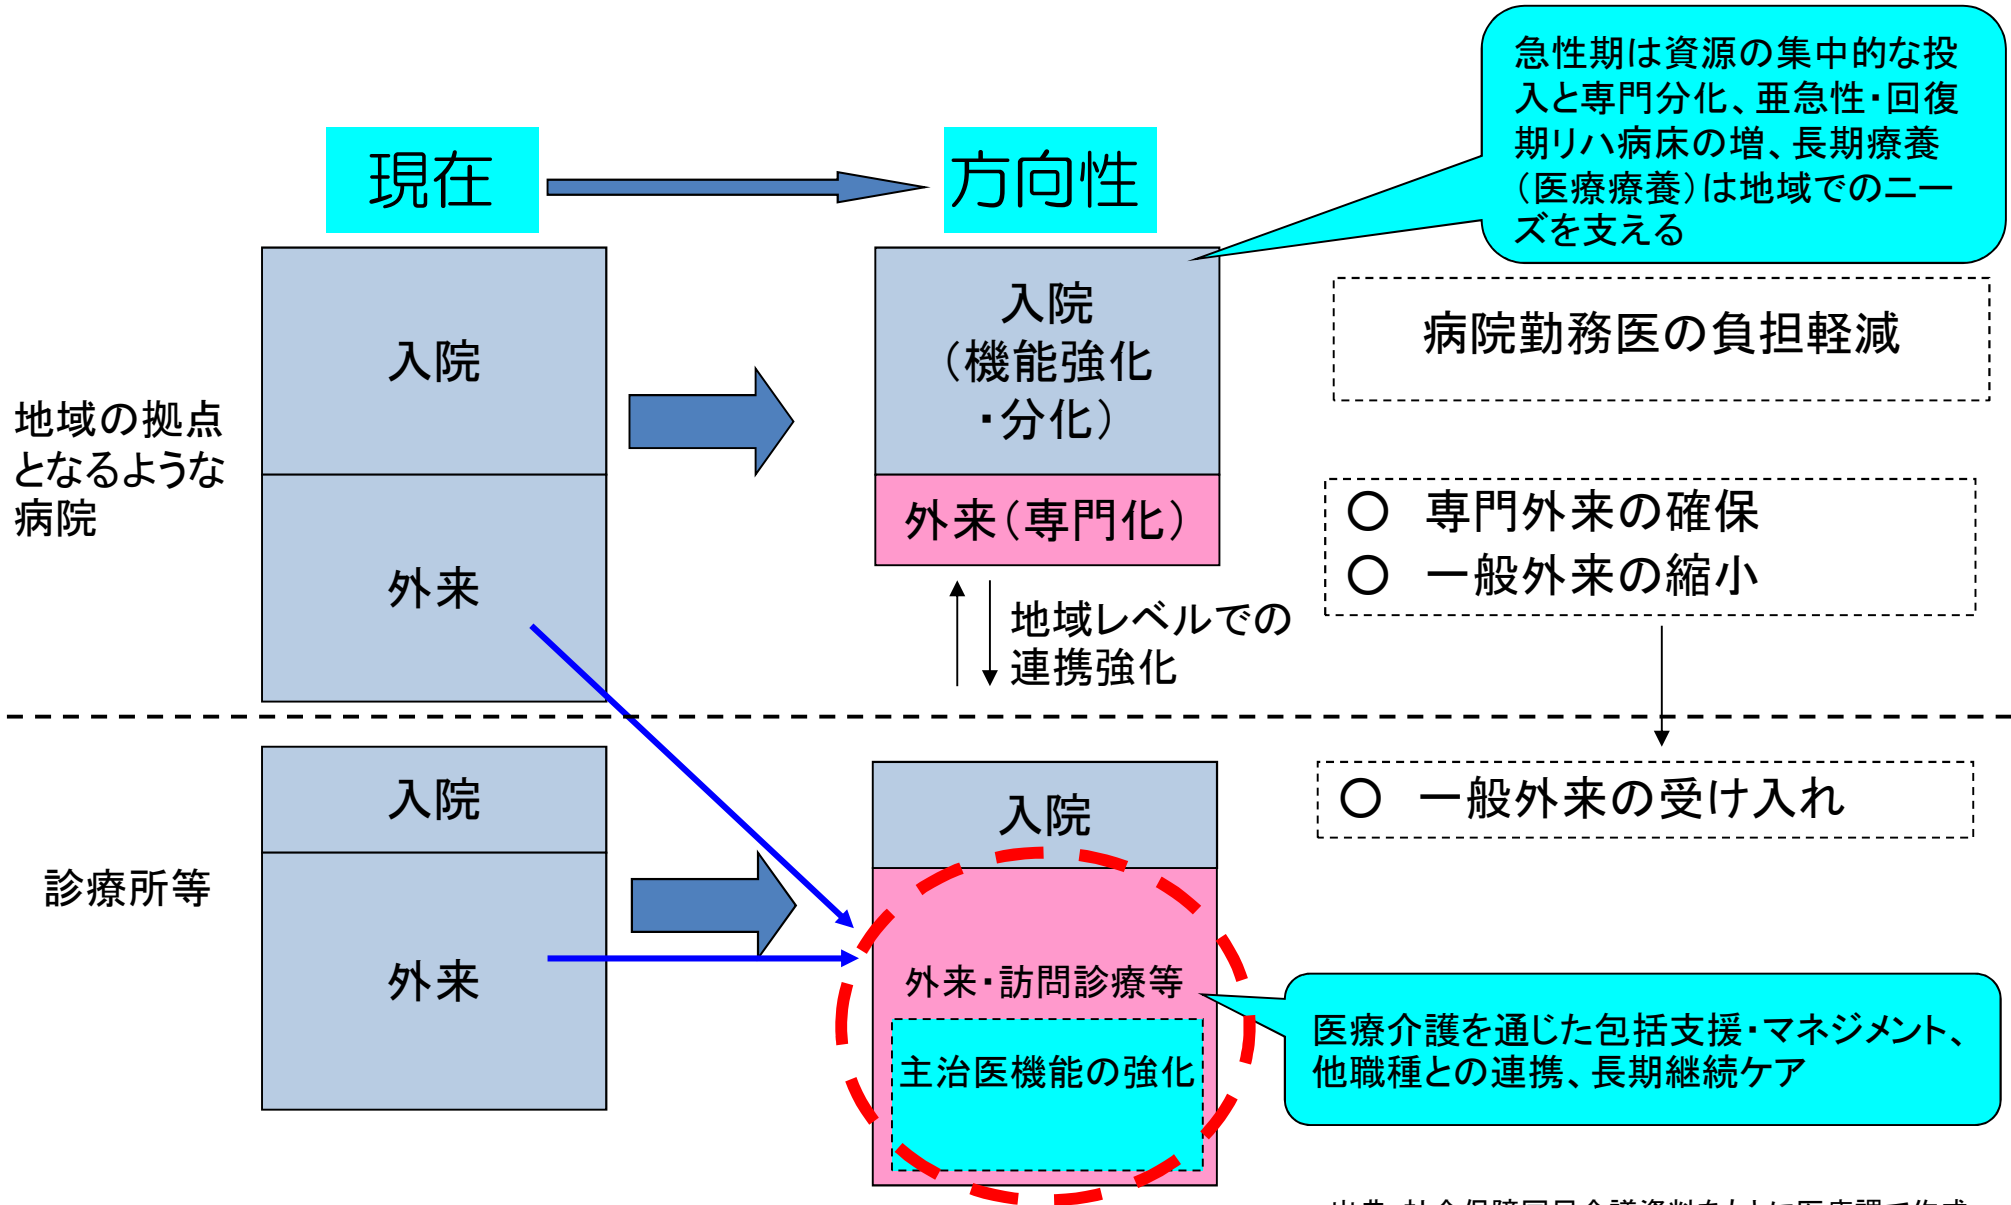 急性期は資源の集中的な投
入と専門分化、亜急性・回復
期リハ病床の増、長期療養
（医療療養）は地域でのニー
ズを支える
現在
方向性
地域の拠点
となるような
病院
入院
外来
入院
（機能強化
・分化）
外来（専門化）
病院勤務医の負担軽減
○ 専門外来の確保
○ 一般外来の縮小
地域レベルでの
連携強化
診療所等
入院
外来
入院
外来・訪問診療等
主治医機能の強化
○ 一般外来の受け入れ
医療介護を通じた包括支援・マネジメント、
他職種との連携、長期継続ケア